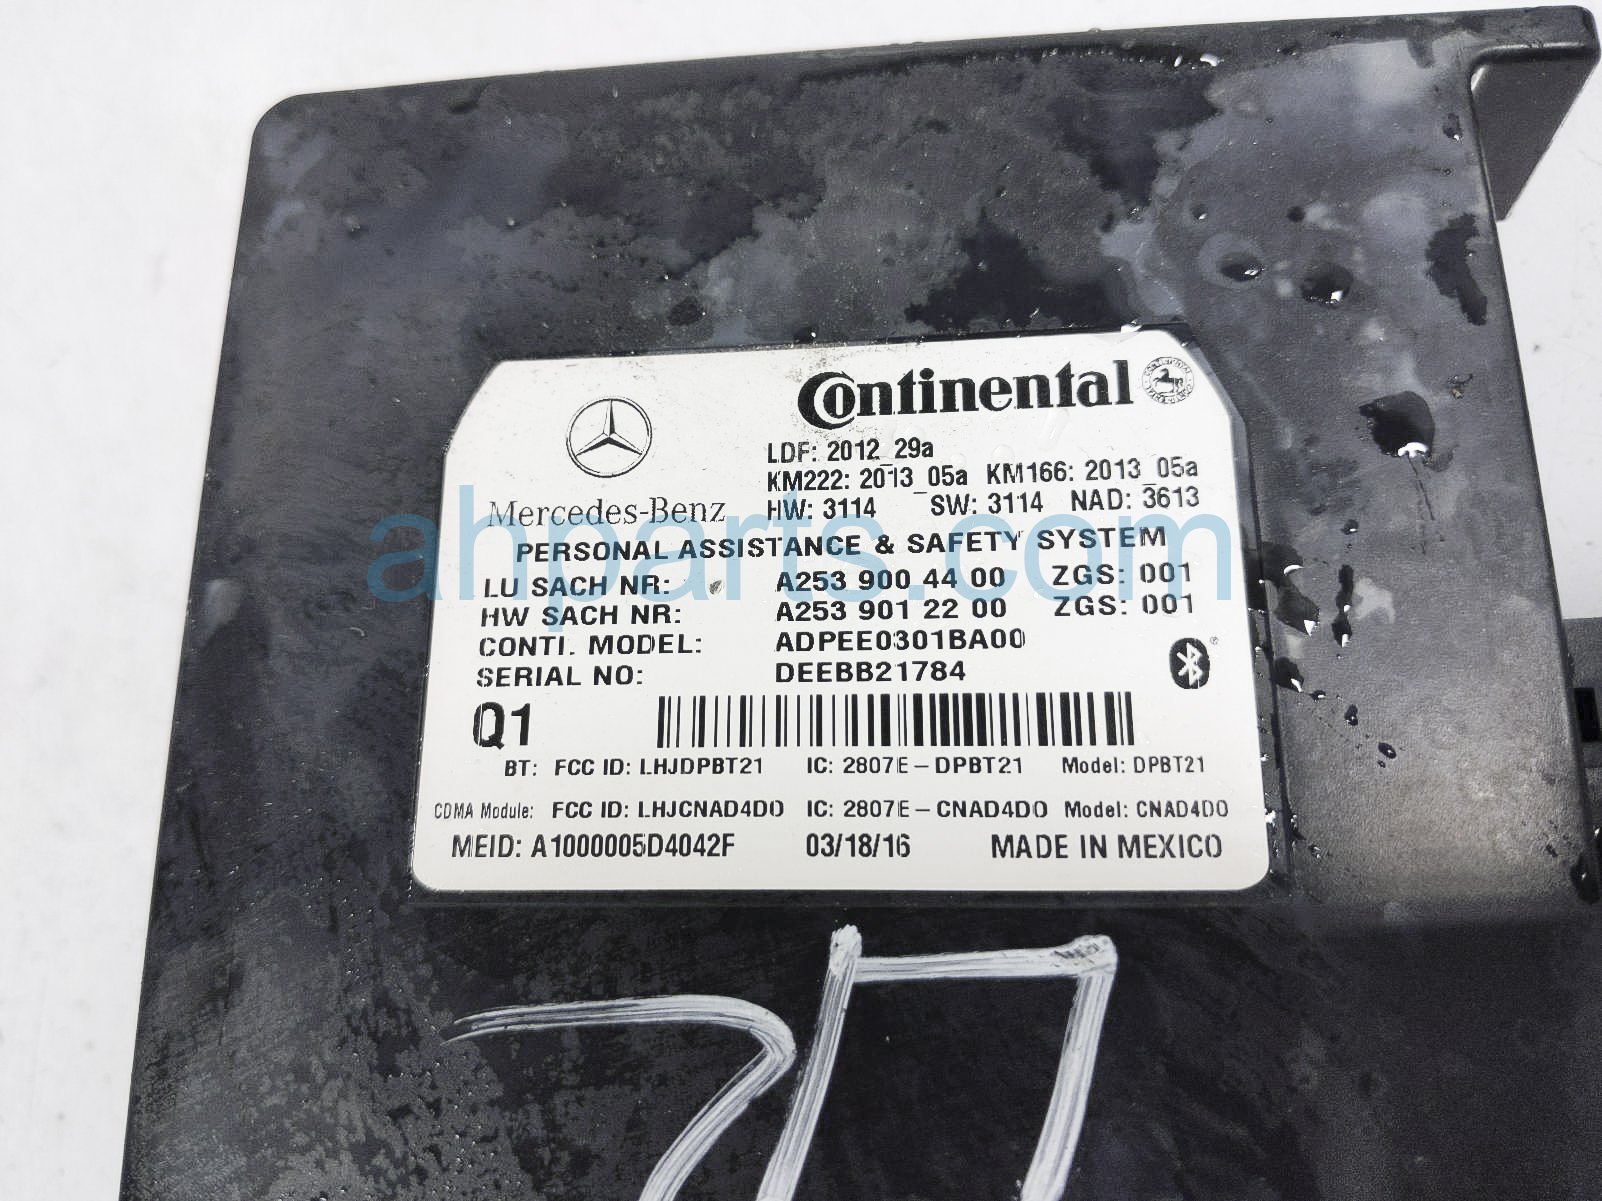 Continental
Mercedes-Benz
LDF: 2012_29a
KM222: 2013_05a KM166: 2013_05a
HW: 3114 SW: 3114 NAD: 3613
PERSONAL ASSISTANCE & SAFETY SYSTEM
LU SACH NR: A253 900 44 00 ZGS: 001
HW SACH NR: A253 901 22 00 ZGS: 001
CONTI. MODEL: ADPEE0301BA00
SERIAL NO: DEEBB21784
Q1
BT: FCC ID: LHJDPBT21 IC: 2807E-DPBT21 Model: DPBT21
CDMA Module: FCC ID: LHJCNAD4DO IC: 2807E-CNAD4DO Model: CNAD4DO
MEID: A1000005D4042F 03/18/16 MADE IN MEXICO
ahparts.com